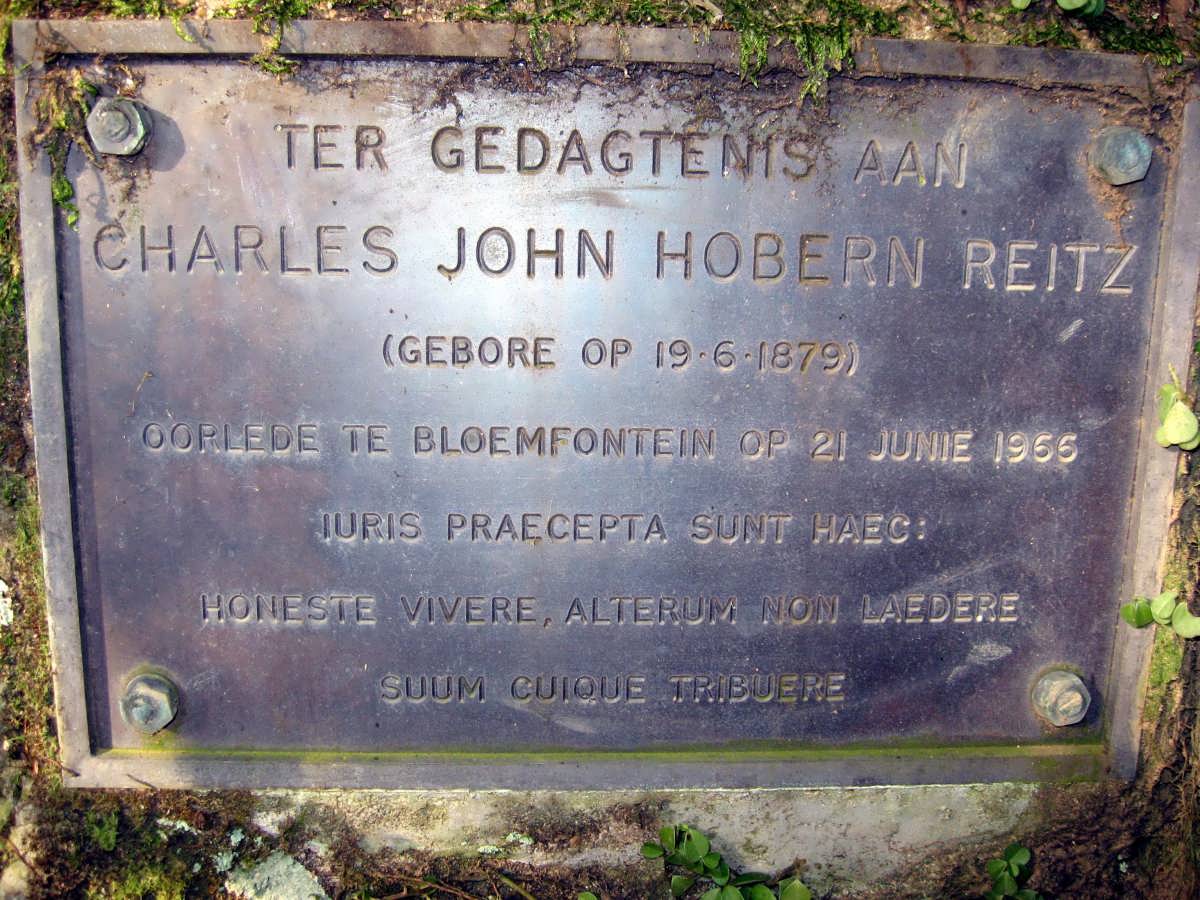 TER GEDAGTENIS AAN
CHARLES JOHN HOBERN REITZ
(GEBORE OP 19·6·1879)
OORLEDE TE BLOEMFONTEIN OP 21 JUNIE 1966
IURIS PRAECEPTA SUNT HAEC:
HONESTE VIVERE, ALTERUM NON LAEDERE
SUUM CUIQUE TRIBUERE